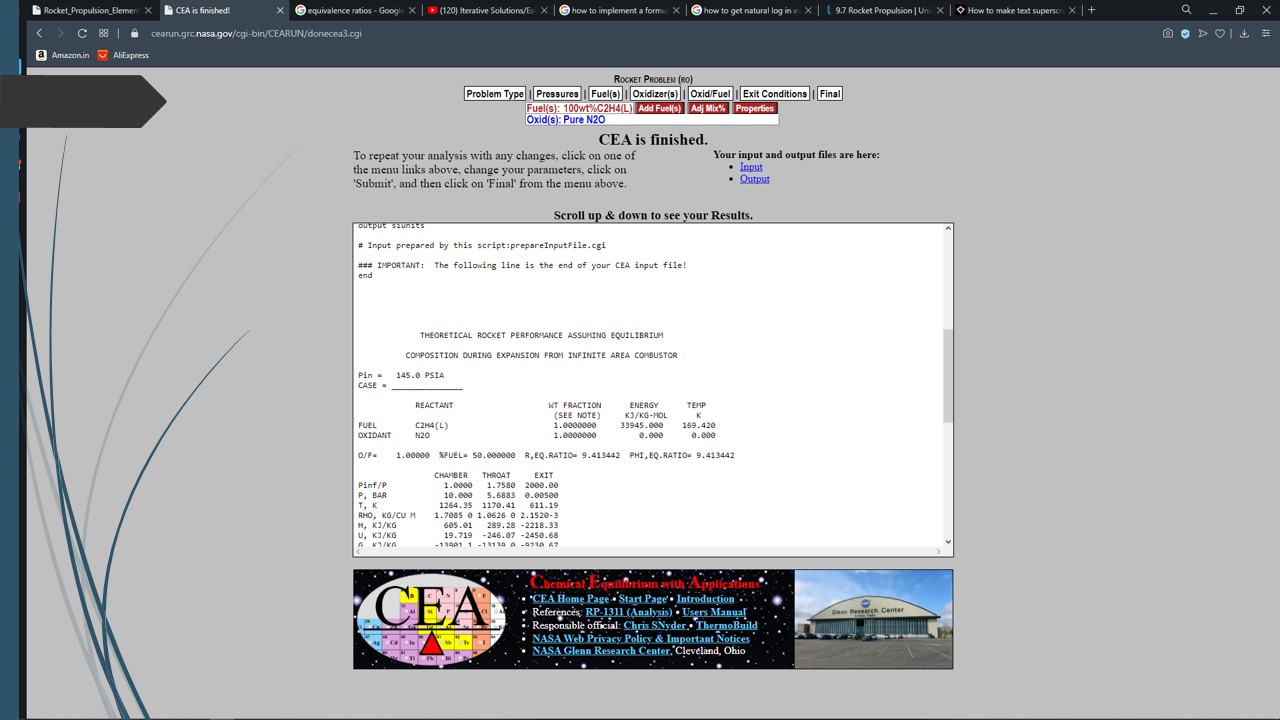 Rocket_Propulsion_Elemen
CEA is finished!
equivalence ratios - Google
(120) Iterative Solutions/Ex
how to implement a formu
how to get natural log in e
9.7 Rocket Propulsion | Uni
How to make text superscr
cearun.grc.nasa.gov/cgi-bin/CEARUN/donecea3.cgi
Amazon.in
AliExpress
ROCKET PROBLEM (RO)
Problem Type | Pressures | Fuel(s) | Oxidizer(s) | Oxid/Fuel | Exit Conditions | Final
Fuel(s): 100wt%C2H4(L) Add Fuel(s) Adj Mix% Properties
Oxid(s): Pure N2O
CEA is finished.
To repeat your analysis with any changes, click on one of
the menu links above, change your parameters, click on
'Submit', and then click on 'Final' from the menu above.
Your input and output files are here:
• Input
• Output
Scroll up & down to see your Results.
output siunits
# Input prepared by this script:prepareInputFile.cgi
### IMPORTANT: The following line is the end of your CEA input file!
end
THEORETICAL ROCKET PERFORMANCE ASSUMING EQUILIBRIUM
COMPOSITION DURING EXPANSION FROM INFINITE AREA COMBUSTOR
Pin = 145.0 PSIA
CASE = _______________
REACTANT WT FRACTION ENERGY TEMP
(SEE NOTE) KJ/KG-MOL K
FUEL C2H4(L) 1.0000000 33945.000 169.420
OXIDANT N2O 1.0000000 0.000 0.000
O/F= 1.00000 %FUEL= 50.000000 R,EQ.RATIO= 9.413442 PHI,EQ.RATIO= 9.413442
CHAMBER THROAT EXIT
Pinf/P 1.0000 1.7580 2000.00
P, BAR 10.000 5.6883 0.00500
T, K 1264.35 1170.41 611.19
RHO, KG/CU M 1.7085 0 1.0626 0 2.1520-3
H, KJ/KG 605.01 289.28 -2218.33
U, KJ/KG 19.719 -246.07 -2450.68
G, KJ/KG -13901.1 -13139.0 -9230.67
CEA
Chemical Equilibrium with Applications
• CEA Home Page • Start Page • Introduction
• References: RP-1311 (Analysis) • Users Manual
• Responsible official: Chris SNyder • ThermoBuild
• NASA Web Privacy Policy & Important Notices
• NASA Glenn Research Center, Cleveland, Ohio
Glenn Research Center